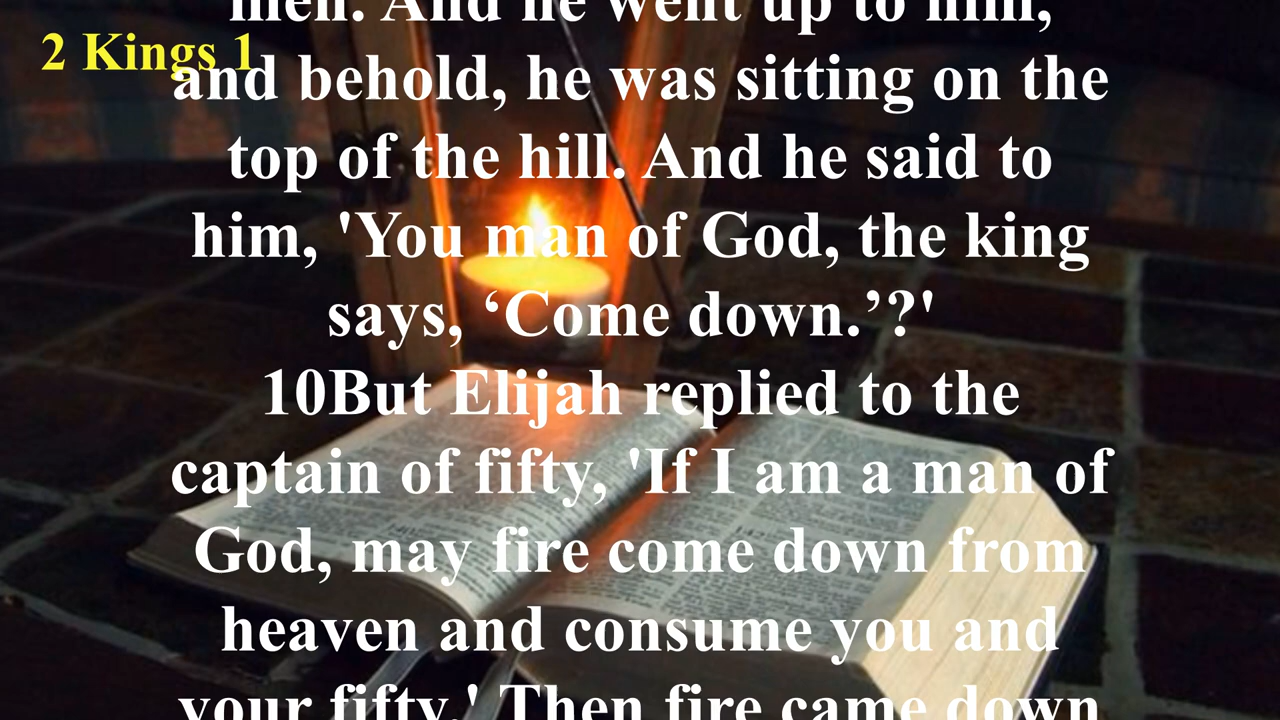 men. And he went up to him,
2 Kings 1
and behold, he was sitting on the
top of the hill. And he said to
him, 'You man of God, the king
says, ‘Come down.’?'
10But Elijah replied to the
captain of fifty, 'If I am a man of
God, may fire come down from
heaven and consume you and
your fifty.' Then fire came down